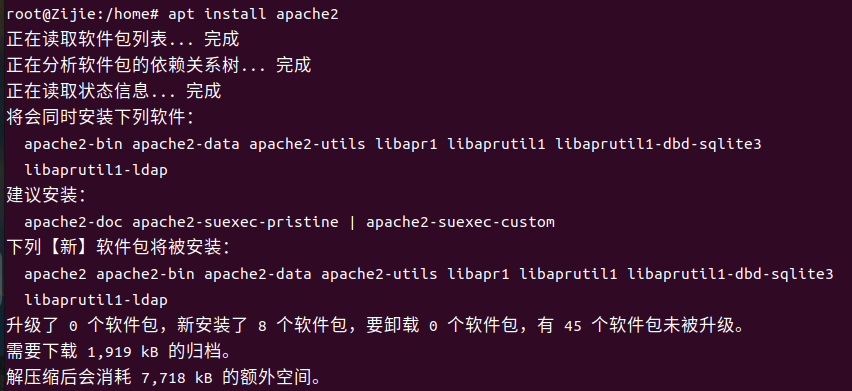 root@Zijie:/home# apt install apache2
正在读取软件包列表... 完成
正在分析软件包的依赖关系树... 完成
正在读取状态信息... 完成
将会同时安装下列软件：
apache2-bin apache2-data apache2-utils libapr1 libaprutil1 libaprutil1-dbd-sqlite3
libaprutil1-ldap
建议安装：
apache2-doc apache2-suexec-pristine | apache2-suexec-custom
下列【新】软件包将被安装：
apache2 apache2-bin apache2-data apache2-utils libapr1 libaprutil1 libaprutil1-dbd-sqlite3
libaprutil1-ldap
升级了 0 个软件包，新安装了 8 个软件包，要卸载 0 个软件包，有 45 个软件包未被升级。
需要下载 1,919 kB 的归档。
解压缩后会消耗 7,718 kB 的额外空间。